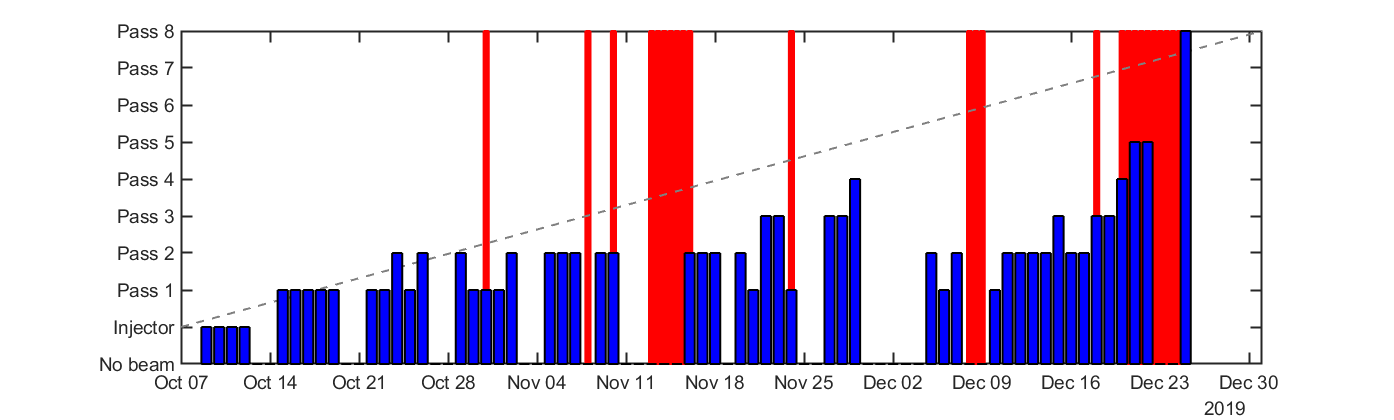 Pass 8
Pass 7
Pass 6
Pass 5
Pass 4
Pass 3
Pass 2
Pass 1
Injector
No beam
Oct 07 Oct 14 Oct 21 Oct 28 Nov 04 Nov 11 Nov 18 Nov 25 Dec 02 Dec 09 Dec 16 Dec 23 Dec 30
2019